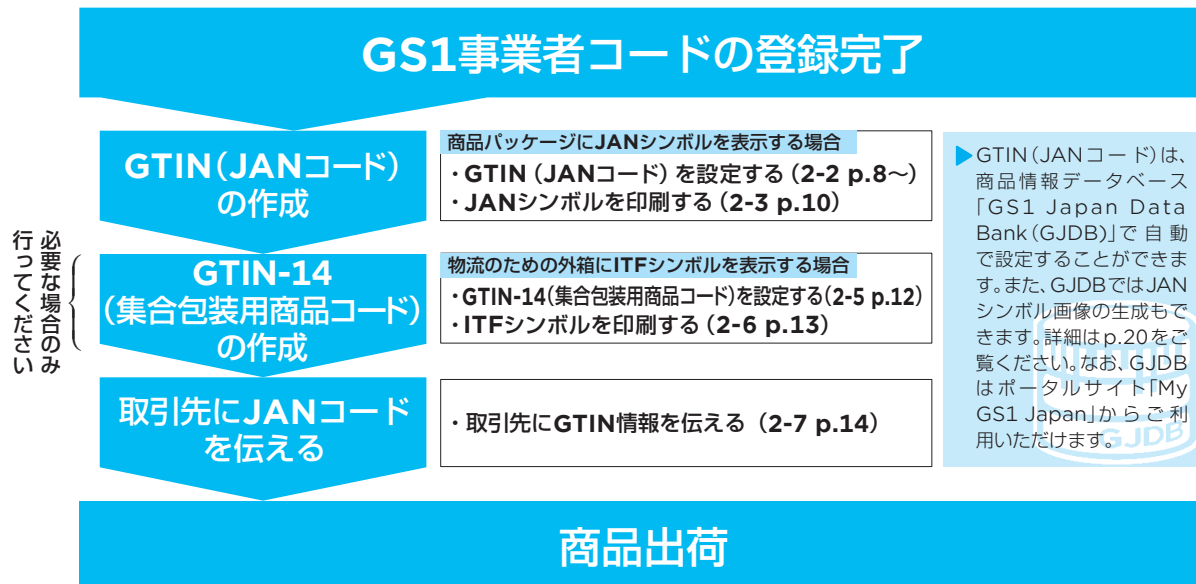 GS1事業者コードの登録完了
GTIN(JANコード)
の作成
商品パッケージにJANシンボルを表示する場合
・GTIN(JANコード)を設定する(2-2 p.8〜)
・JANシンボルを印刷する(2-3 p.10)
必要な場合のみ
行ってください
GTIN-14
(集合包装用商品コード)
の作成
物流のための外箱にITFシンボルを表示する場合
・GTIN-14(集合包装用商品コード)を設定する(2-5 p.12)
・ITFシンボルを印刷する(2-6 p.13)
取引先にJANコード
を伝える
・取引先にGTIN情報を伝える(2-7 p.14)
▶GTIN(JANコード)は、
商品情報データベース
「GS1 Japan Data
Bank(GJDB)」で自動
で設定することができま
す。また、GJDBではJAN
シンボル画像の生成もで
きます。詳細はp.20をご
覧ください。なお、GJDB
はポータルサイト「My
GS1 Japan」からご利
用いただけます。
GJDB
商品出荷